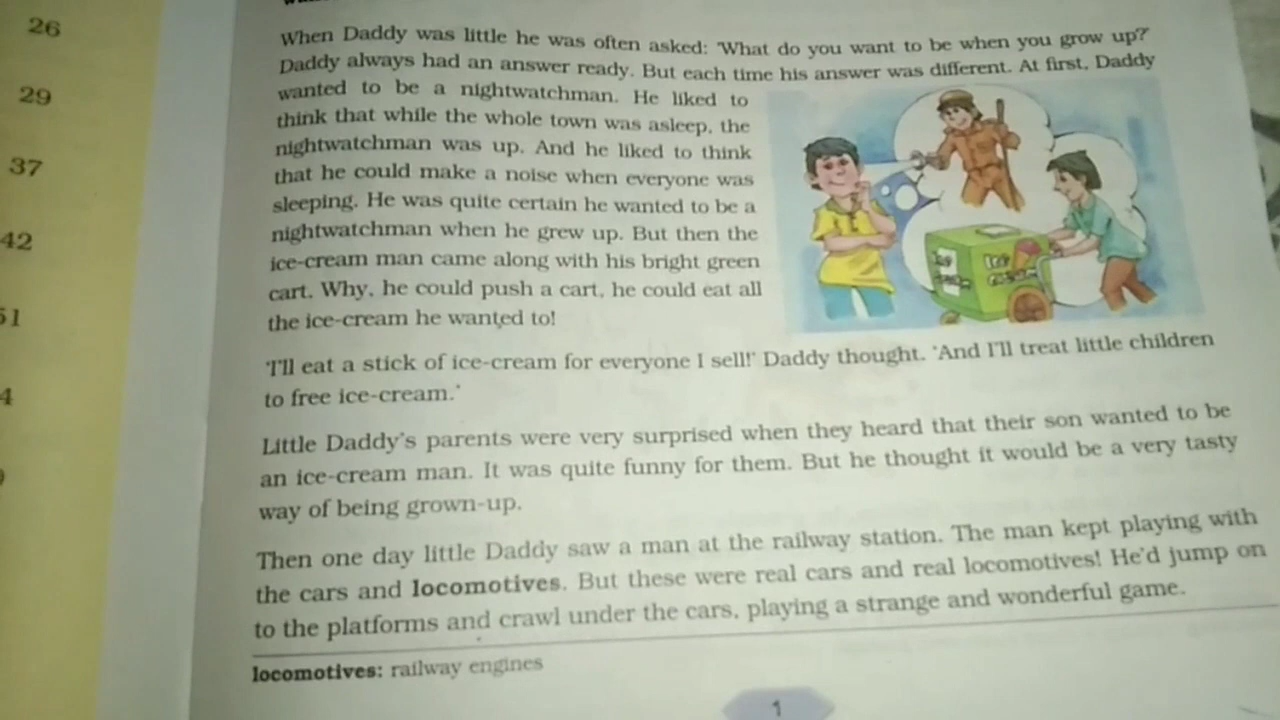 26
29
37
42
51
4
When Daddy was little he was often asked: 'What do you want to be when you grow up?'
Daddy always had an answer ready. But each time his answer was different. At first, Daddy
wanted to be a nightwatchman. He liked to
think that while the whole town was asleep, the
nightwatchman was up. And he liked to think
that he could make a noise when everyone was
sleeping. He was quite certain he wanted to be a
nightwatchman when he grew up. But then the
ice-cream man came along with his bright green
cart. Why, he could push a cart, he could eat all
the ice-cream he wanted to!
'I'll eat a stick of ice-cream for everyone I sell!' Daddy thought. 'And I'll treat little children
to free ice-cream.'
Little Daddy's parents were very surprised when they heard that their son wanted to be
an ice-cream man. It was quite funny for them. But he thought it would be a very tasty
way of being grown-up.
Then one day little Daddy saw a man at the railway station. The man kept playing with
the cars and locomotives. But these were real cars and real locomotives! He'd jump on
to the platforms and crawl under the cars, playing a strange and wonderful game.
locomotives: railway engines
1